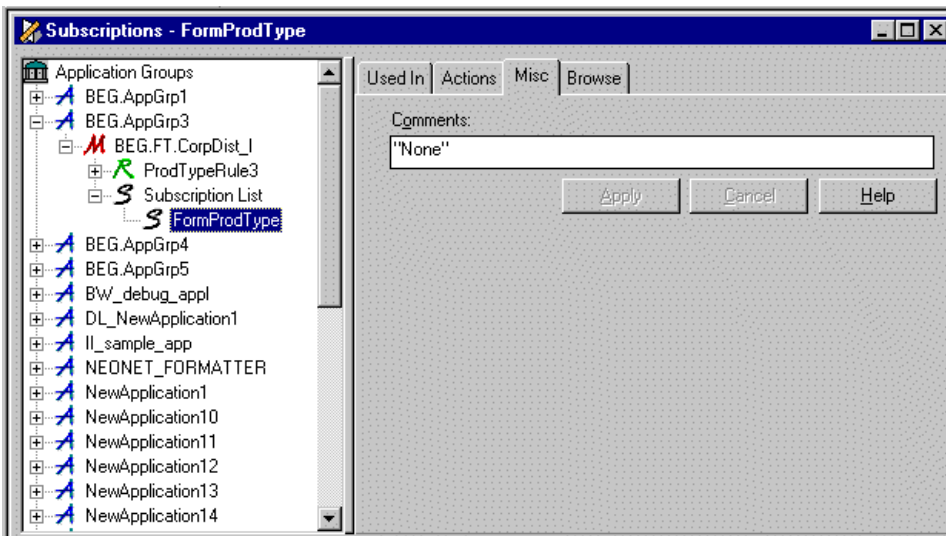 Subscriptions - FormProdType
Application Groups
A BEG.AppGrp1
A BEG.AppGrp3
M BEG.FT.CorpDist_I
R ProdTypeRule3
S Subscription List
S FormProdType
A BEG.AppGrp4
A BEG.AppGrp5
A BW_debug_appl
A DL_NewApplication1
A II_sample_app
A NEONET_FORMATTER
A NewApplication1
A NewApplication10
A NewApplication11
A NewApplication12
A NewApplication13
A NewApplication14
Used In Actions Misc Browse
Comments:
"None"
Apply Cancel Help